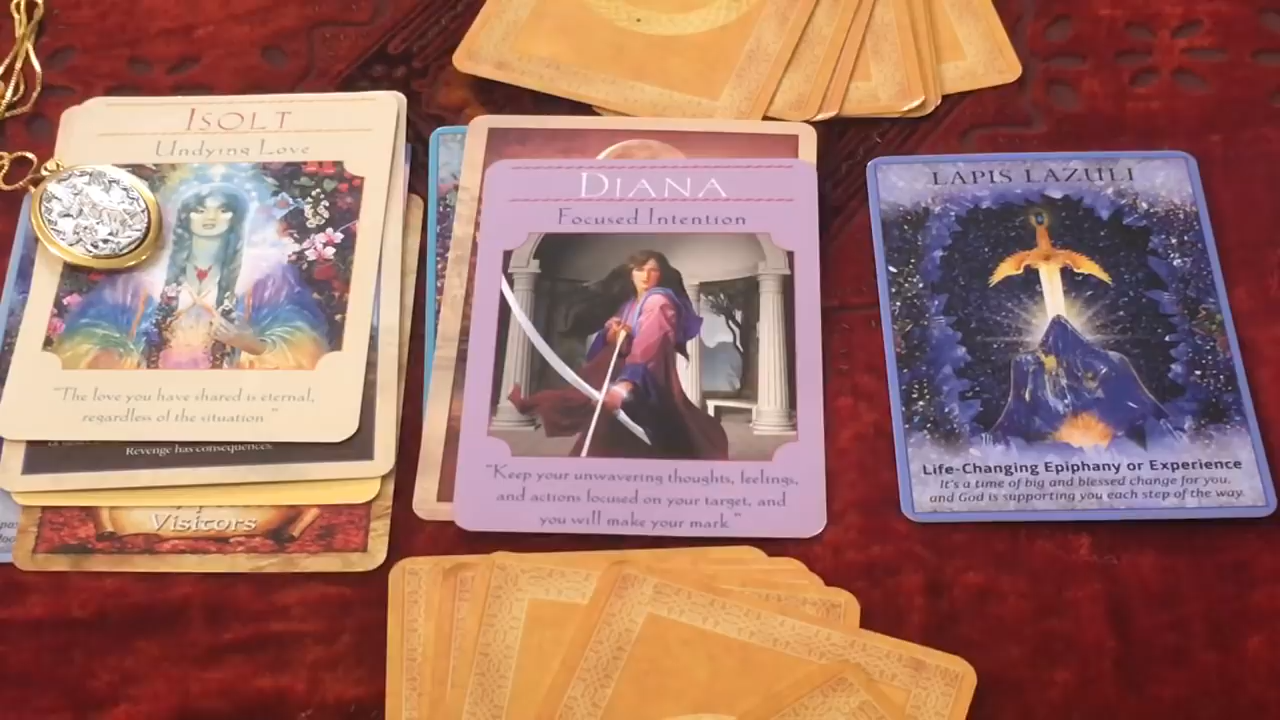 ISOLT
Undying Love
"The love you have shared is eternal,
regardless of the situation."
Revenge has consequences.
Visitors
DIANA
Focused Intention
"Keep your unwavering thoughts, feelings,
and actions focused on your target, and
you will make your mark."
LAPIS LAZULI
Life-Changing Epiphany or Experience
It's a time of big and blessed change for you,
and God is supporting you each step of the way.